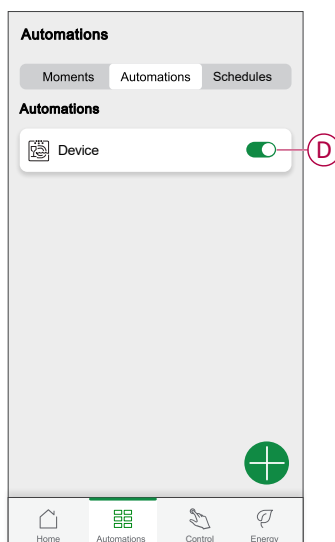 Automations
Moments Automations Schedules
Automations
Device
D
Home Automations Control Energy